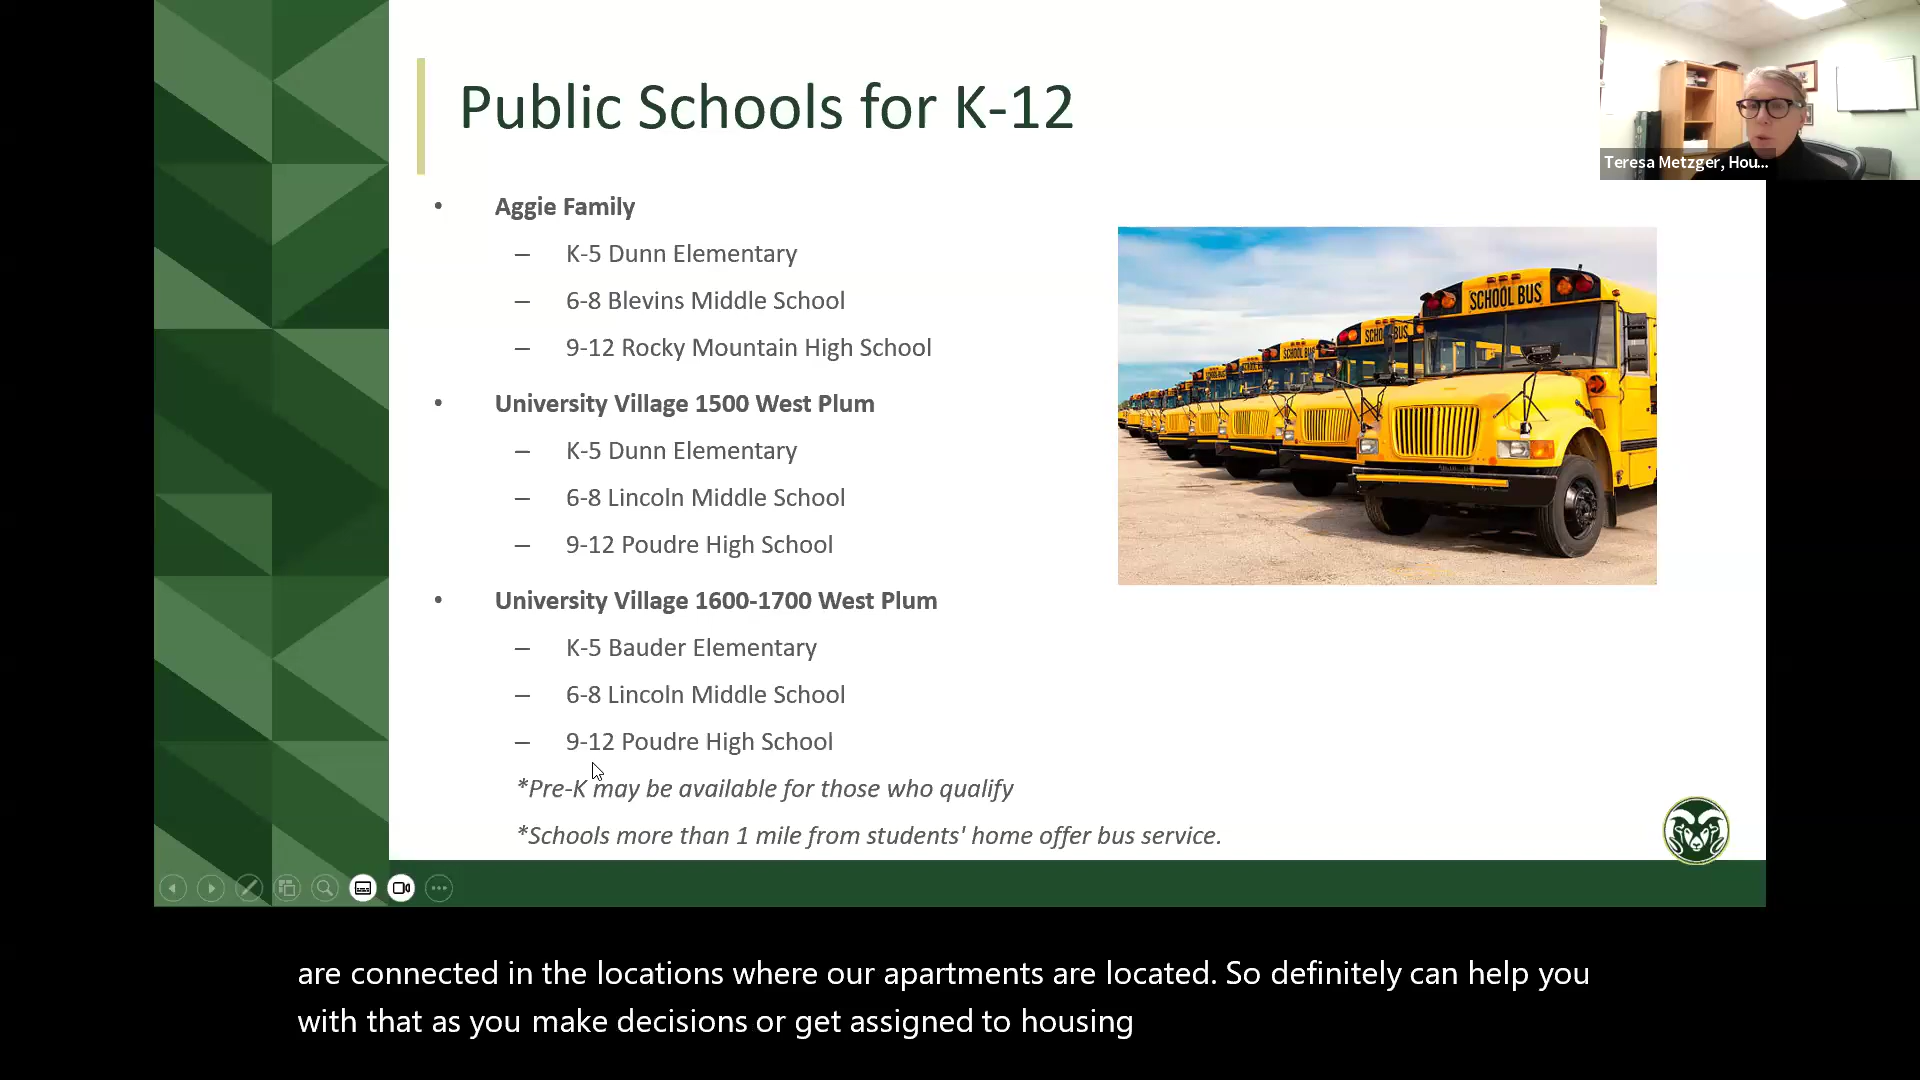 Public Schools for K-12
Teresa Metzger, Hou...
• Aggie Family
– K-5 Dunn Elementary
– 6-8 Blevins Middle School
– 9-12 Rocky Mountain High School
• University Village 1500 West Plum
– K-5 Dunn Elementary
– 6-8 Lincoln Middle School
– 9-12 Poudre High School
• University Village 1600-1700 West Plum
– K-5 Bauder Elementary
– 6-8 Lincoln Middle School
– 9-12 Poudre High School
*Pre-K may be available for those who qualify
*Schools more than 1 mile from students' home offer bus service.
SCHOOL BUS
SCHOOL BUS
SCHOOL BUS
are connected in the locations where our apartments are located. So definitely can help you
with that as you make decisions or get assigned to housing